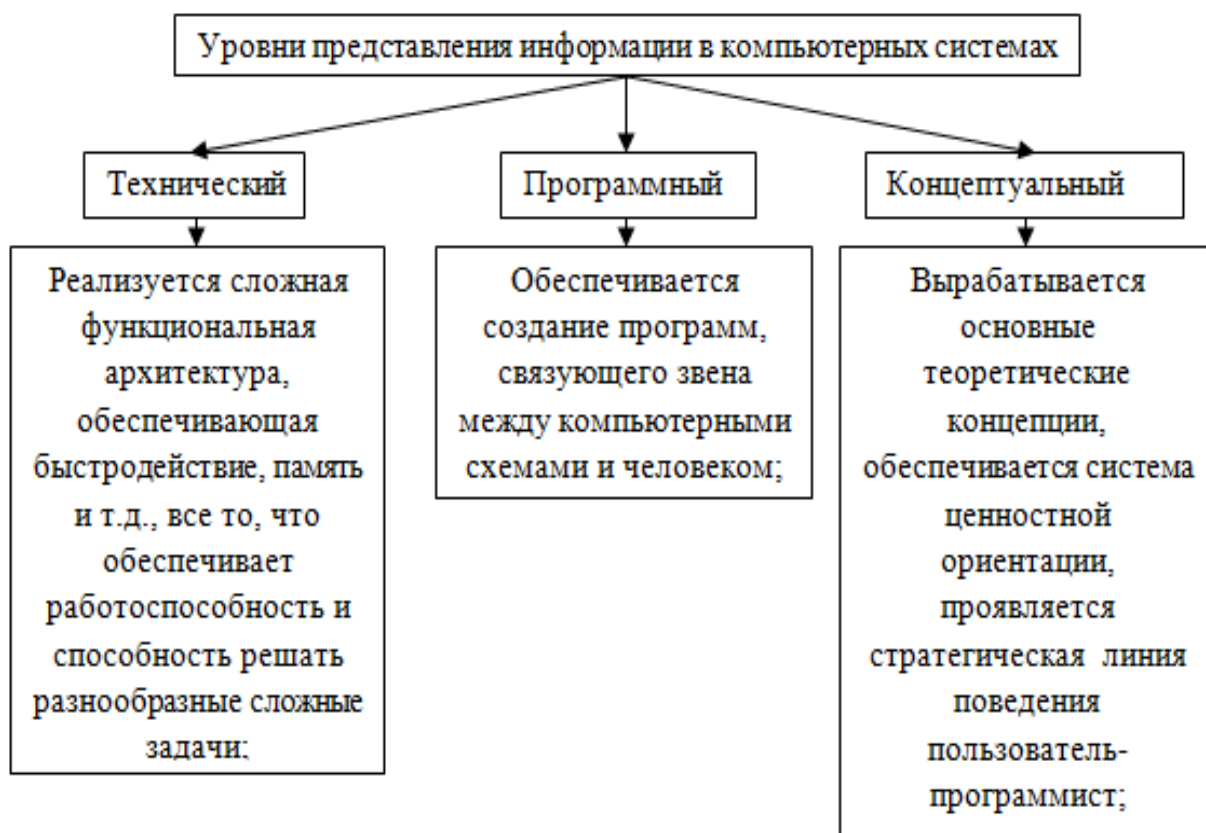 Уровни представления информации в компьютерных системах
Технический
Программный
Концептуальный
Реализуется сложная
функциональная
архитектура,
обеспечивающая
быстродействие, память
и т.д., все то, что
обеспечивает
работоспособность и
способность решать
разнообразные сложные
задачи;
Обеспечивается
создание программ,
связующего звена
между компьютерными
схемами и человеком;
Вырабатывается
основные
теоретические
концепции,
обеспечивается система
ценностной
ориентации,
проявляется
стратегическая линия
поведения
пользователь-
программист;